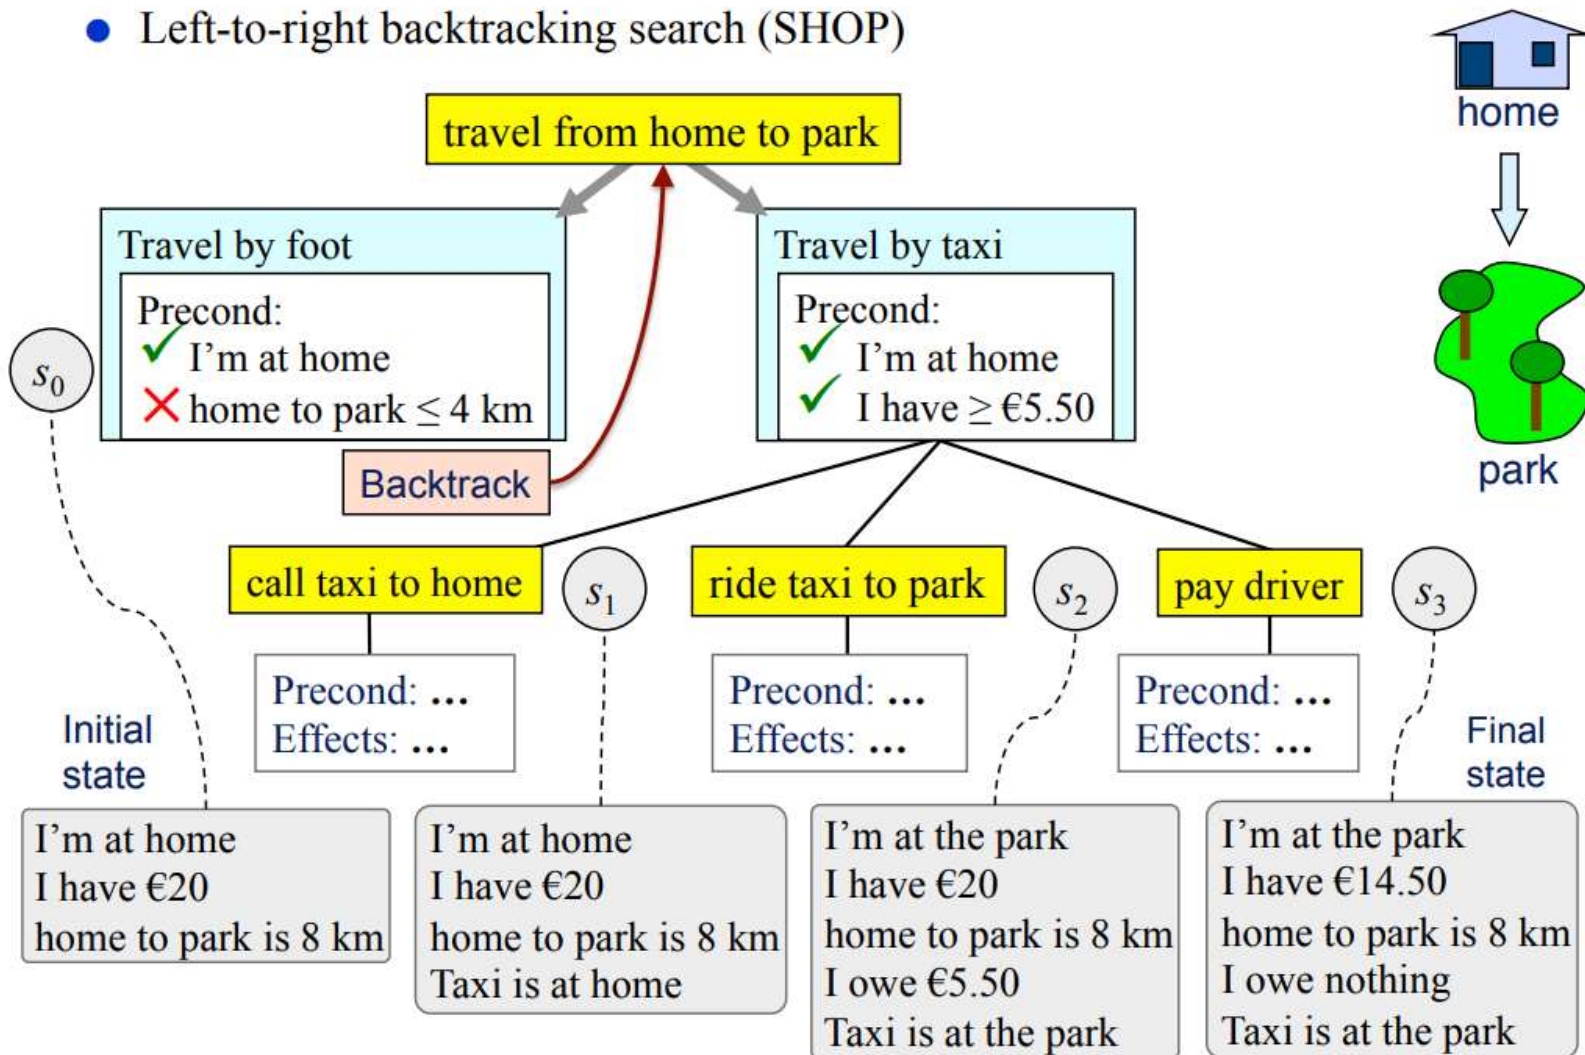 • Left-to-right backtracking search (SHOP)
home
travel from home to park
Travel by foot
Precond:
I'm at home
home to park ≤ 4 km
Travel by taxi
Precond:
I'm at home
I have ≥ €5.50
s0
Backtrack
park
call taxi to home
s1
ride taxi to park
s2
pay driver
s3
Precond: ...
Effects: ...
Precond: ...
Effects: ...
Precond: ...
Effects: ...
Initial
state
Final
state
I'm at home
I have €20
home to park is 8 km
I'm at home
I have €20
home to park is 8 km
Taxi is at home
I'm at the park
I have €20
home to park is 8 km
I owe €5.50
Taxi is at the park
I'm at the park
I have €14.50
home to park is 8 km
I owe nothing
Taxi is at the park